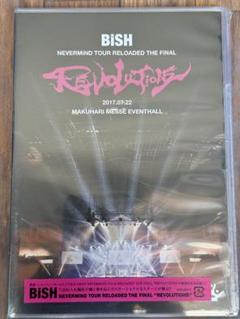 BiSH
NEVERMIND TOUR RELOADED THE FINAL
REVOLUTIONS
2017.07.22
MAKUHARI MESSE EVENTHALL
BiSH
NEVERMIND TOUR RELOADED THE FINAL "REVOLUTIONS"